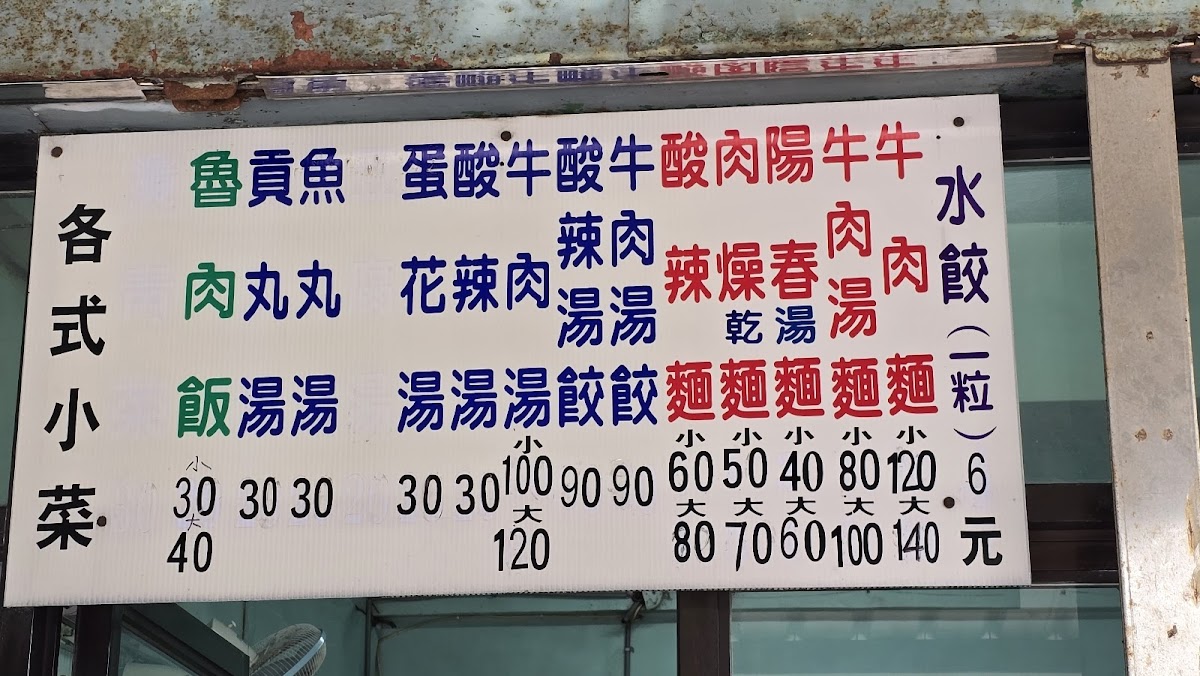 水餃(一粒)6元
牛肉麵 小120 大140
牛肉湯麵 小80 大100
陽春湯麵 小40 大60
肉燥乾麵 小50 大70
酸辣麵 小60 大80
牛肉湯餃 90
酸辣湯餃 90
牛肉湯 小100 大120
酸辣湯 30
蛋花湯 30
魚丸湯 30
貢丸湯 30
魯肉飯 小30 大40
各式小菜